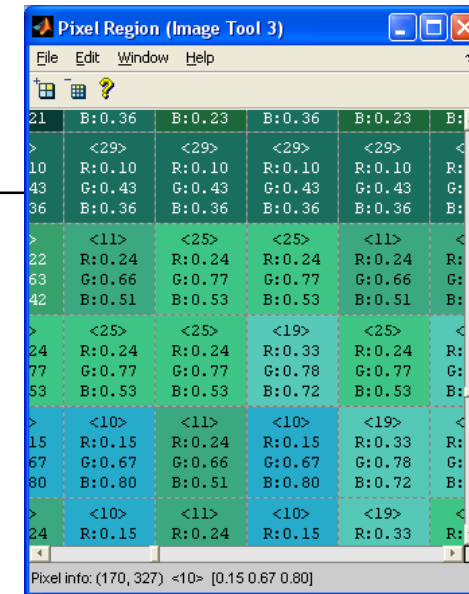 Pixel Region (Image Tool 3)
File Edit Window Help
21 B:0.36 B:0.23 B:0.36 B:0.23 B:
> <29> <29> <29> <29> <
10 R:0.10 R:0.10 R:0.10 R:0.10 R:
43 G:0.43 G:0.43 G:0.43 G:0.43 G:
36 B:0.36 B:0.36 B:0.36 B:0.36 B:
> <11> <25> <25> <11> <
22 R:0.24 R:0.24 R:0.24 R:0.24 R:
63 G:0.66 G:0.77 G:0.77 G:0.66 G:
42 B:0.51 B:0.53 B:0.53 B:0.51 B:
> <25> <25> <19> <25> <
24 R:0.24 R:0.24 R:0.33 R:0.24 R:
77 G:0.77 G:0.77 G:0.78 G:0.77 G:
53 B:0.53 B:0.53 B:0.72 B:0.53 B:
> <10> <11> <10> <19> <
15 R:0.15 R:0.24 R:0.15 R:0.33 R:
67 G:0.67 G:0.66 G:0.67 G:0.78 G:
80 B:0.80 B:0.51 B:0.80 B:0.72 B:
> <10> <11> <10> <19> <
24 R:0.15 R:0.24 R:0.15 R:0.33 R:
Pixel info: (170, 327) <10> [0.15 0.67 0.80]